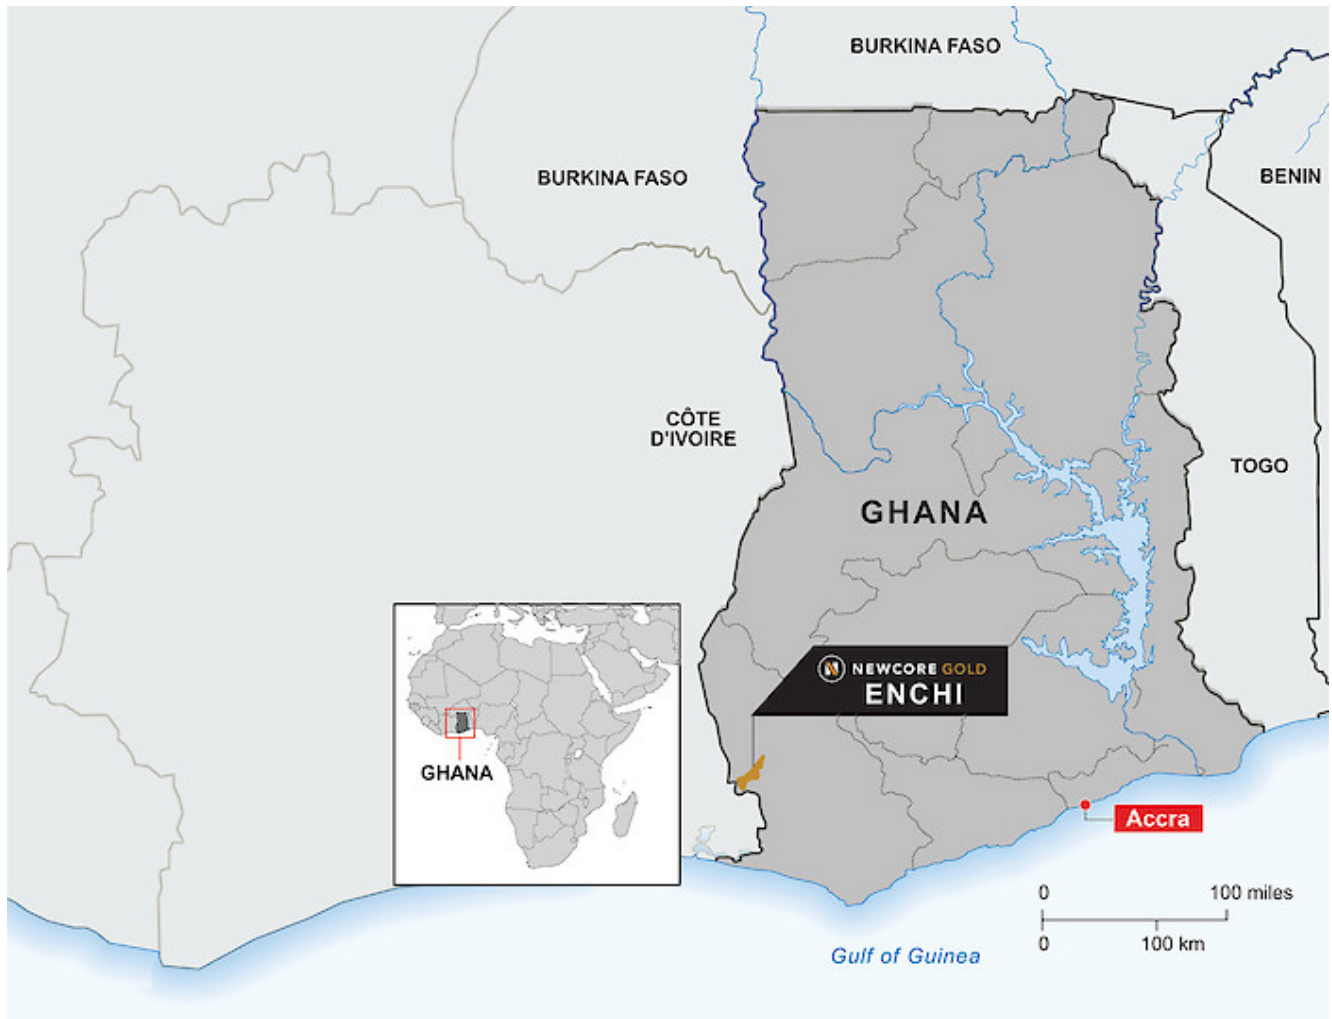 BURKINA FASO
BURKINA FASO
BENIN
CÔTE
D'IVOIRE
TOGO
GHANA
NEWCORE GOLD
ENCHI
GHANA
Accra
0 100 miles
0 100 km
Gulf of Guinea